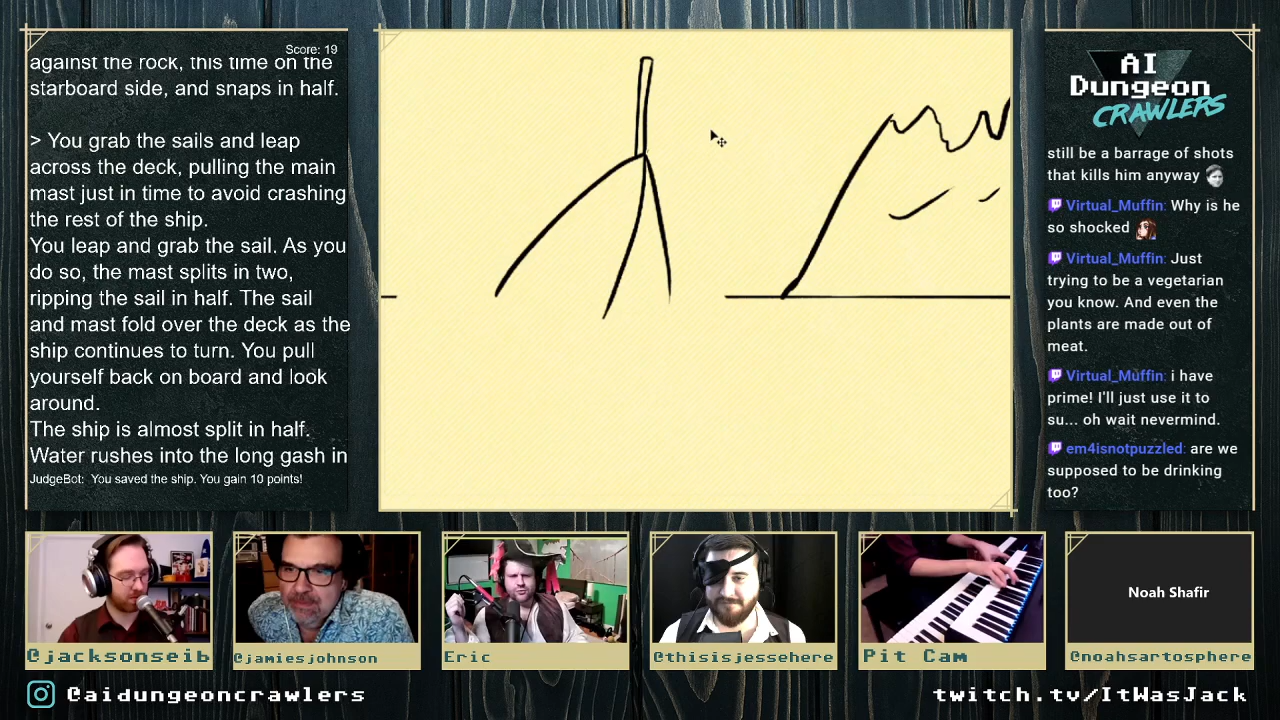 Score: 19
against the rock, this time on the
starboard side, and snaps in half.
> You grab the sails and leap
across the deck, pulling the main
mast just in time to avoid crashing
the rest of the ship.
You leap and grab the sail. As you
do so, the mast splits in two,
ripping the sail in half. The sail
and mast fold over the deck as the
ship continues to turn. You pull
yourself back on board and look
around.
The ship is almost split in half.
Water rushes into the long gash in
JudgeBot: You saved the ship. You gain 10 points!
AI
Dungeon
CRAWLERS
still be a barrage of shots
that kills him anyway
Virtual_Muffin: Why is he
so shocked
Virtual_Muffin: Just
trying to be a vegetarian
you know. And even the
plants are made out of
meat.
Virtual_Muffin: i have
prime! I'll just use it to
su... oh wait nevermind.
em4isnotpuzzled: are we
supposed to be drinking
too?
Noah Shafir
@jacksonseib
@jamiesjohnson
Eric
@thisisjessehere
Pit Cam
@noahsartosphere
@aidungeoncrawlers
twitch.tv/ItWasJack